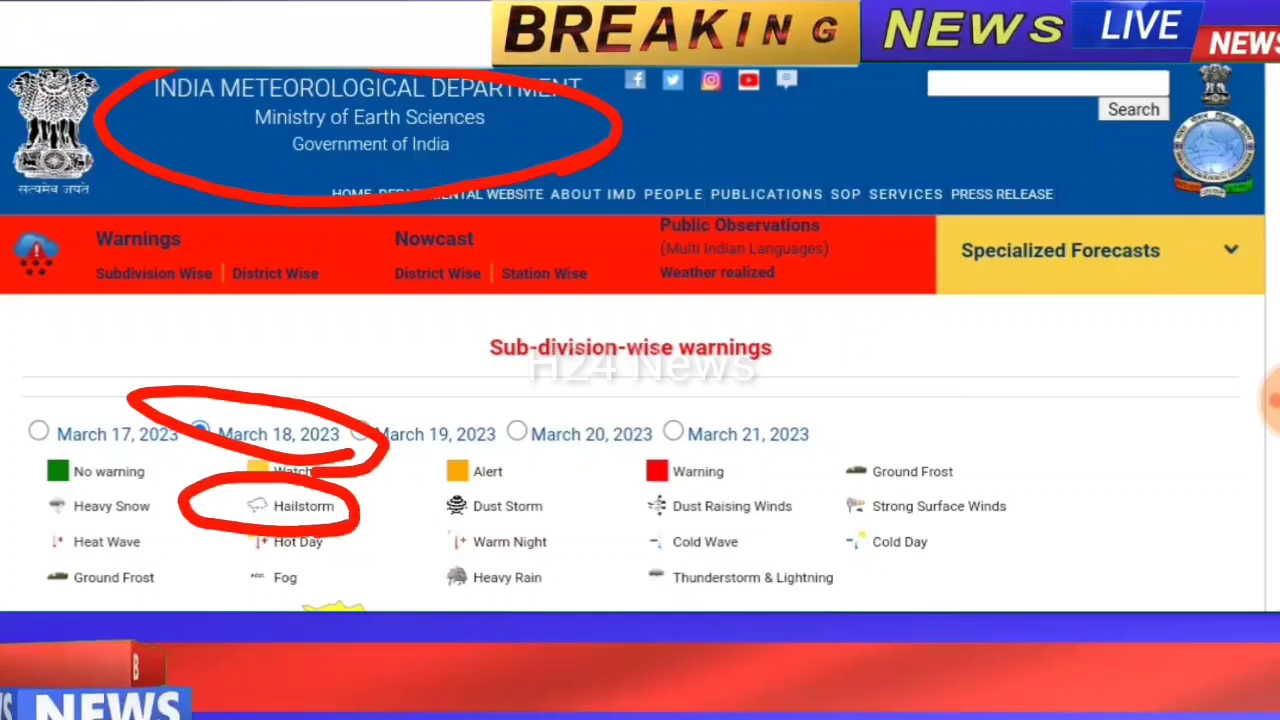 BREAKING NEWS LIVE NEWS
INDIA METEOROLOGICAL DEPARTMENT
Ministry of Earth Sciences
Government of India
Search
सत्यमेव जयते
HOME DEPARTMENTAL WEBSITE ABOUT IMD PEOPLE PUBLICATIONS SOP SERVICES PRESS RELEASE
Warnings Nowcast Public Observations
(Multi Indian Languages)
Specialized Forecasts
Subdivision Wise District Wise District Wise Station Wise Weather realized
Sub-division-wise warnings
H24 News
March 17, 2023 March 18, 2023 March 19, 2023 March 20, 2023 March 21, 2023
No warning Watch Alert Warning Ground Frost
Heavy Snow Hailstorm Dust Storm Dust Raising Winds Strong Surface Winds
Heat Wave Hot Day Warm Night Cold Wave Cold Day
Ground Frost Fog Heavy Rain Thunderstorm & Lightning
B
NEWS